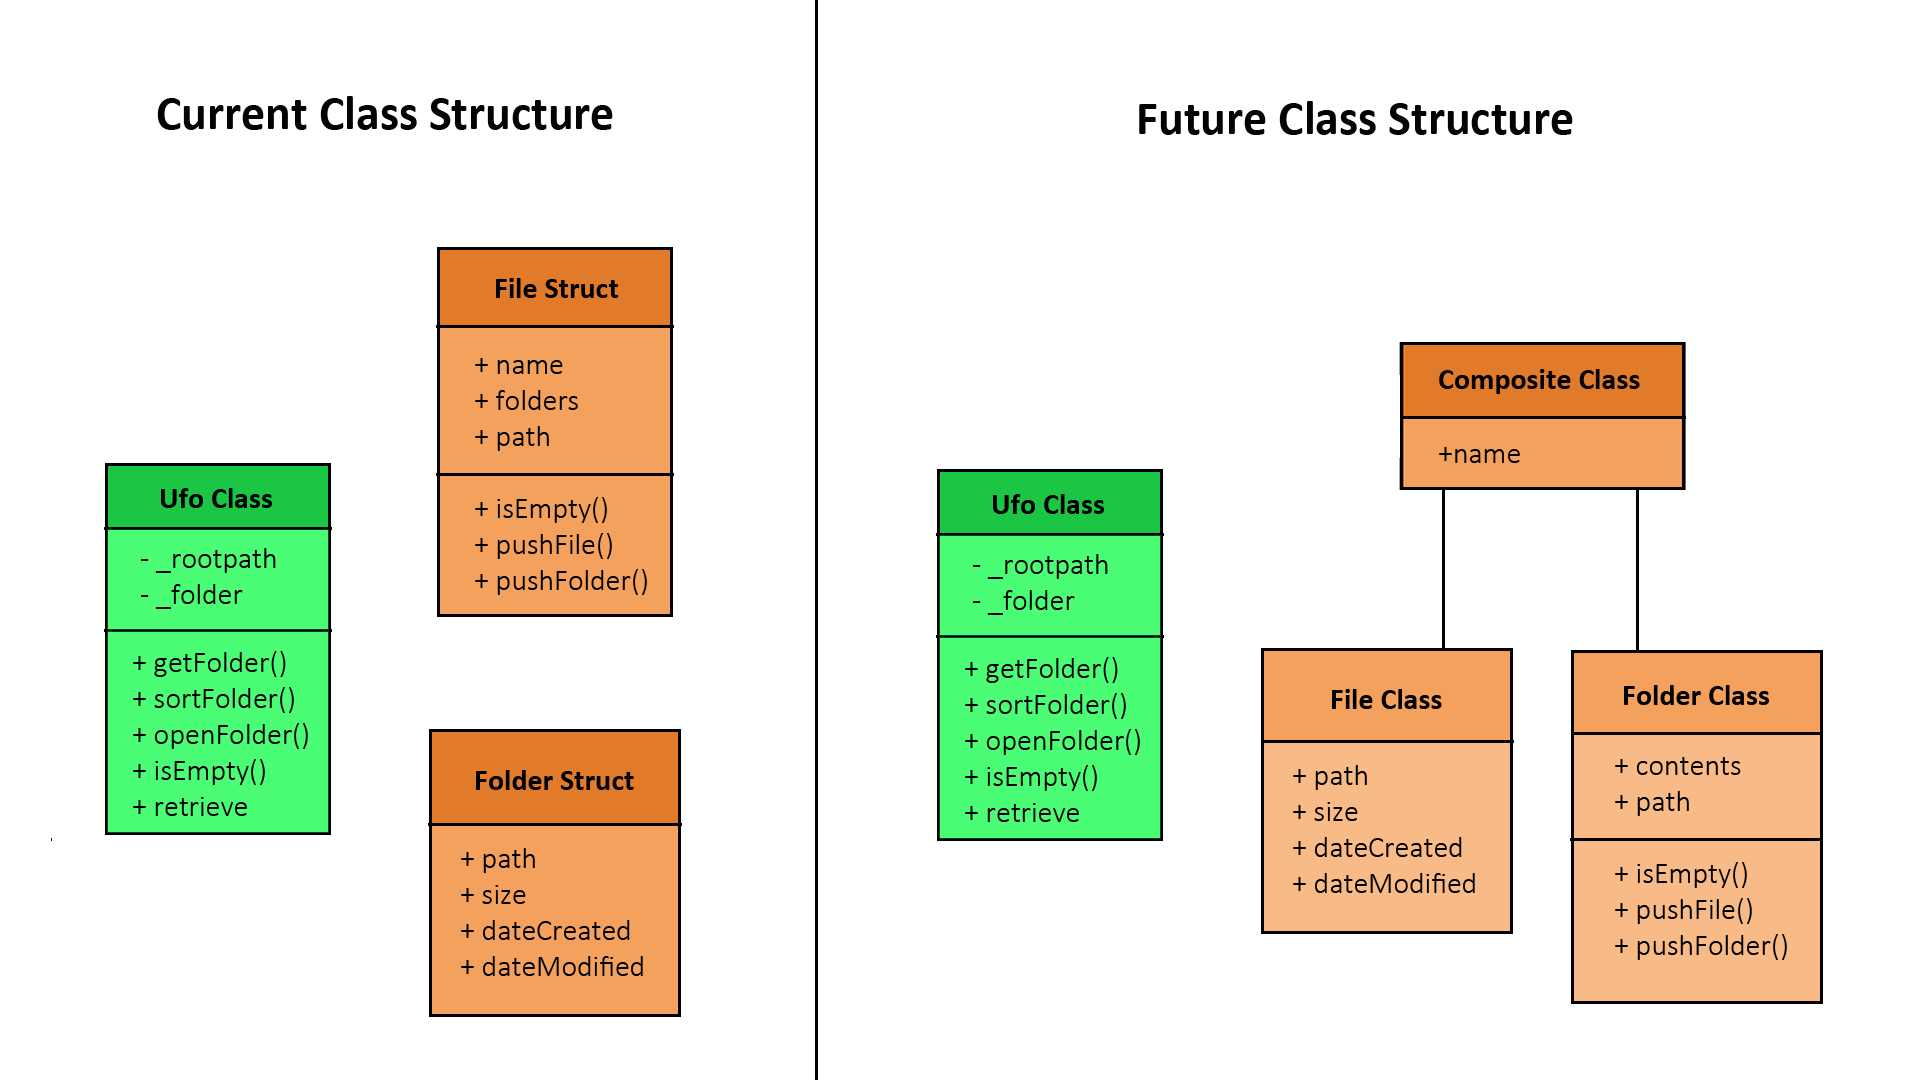 Current Class Structure
File Struct
+ name
+ folders
+ path
+ isEmpty()
+ pushFile()
+ pushFolder()
Ufo Class
- _rootpath
- _folder
+ getFolder()
+ sortFolder()
+ openFolder()
+ isEmpty()
+ retrieve
Folder Struct
+ path
+ size
+ dateCreated
+ dateModified
Future Class Structure
Composite Class
+name
Ufo Class
- _rootpath
- _folder
+ getFolder()
+ sortFolder()
+ openFolder()
+ isEmpty()
+ retrieve
File Class
+ path
+ size
+ dateCreated
+ dateModified
Folder Class
+ contents
+ path
+ isEmpty()
+ pushFile()
+ pushFolder()